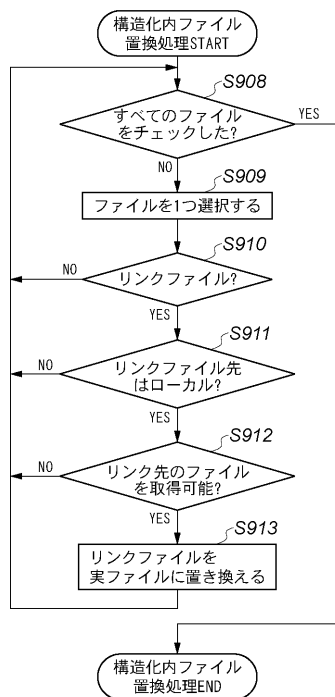 構造化内ファイル
置換処理START
S908
すべてのファイル
をチェックした?
YES
NO
S909
ファイルを1つ選択する
S910
リンクファイル?
NO
YES
S911
リンクファイル先
はローカル?
NO
YES
S912
リンク先のファイル
を取得可能?
NO
YES
S913
リンクファイルを
実ファイルに置き換える
構造化内ファイル
置換処理END